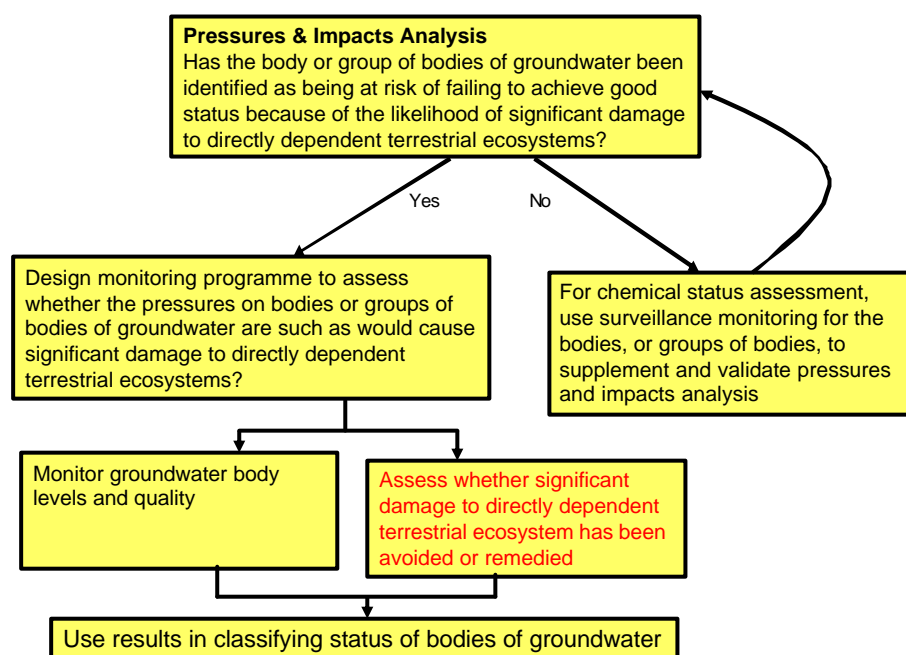 Pressures & Impacts Analysis
Has the body or group of bodies of groundwater been
identified as being at risk of failing to achieve good
status because of the likelihood of significant damage
to directly dependent terrestrial ecosystems?
Yes
No
Design monitoring programme to assess
whether the pressures on bodies or groups of
bodies of groundwater are such as would cause
significant damage to directly dependent
terrestrial ecosystems?
For chemical status assessment,
use surveillance monitoring for the
bodies, or groups of bodies, to
supplement and validate pressures
and impacts analysis
Monitor groundwater body
levels and quality
Assess whether significant
damage to directly dependent
terrestrial ecosystem has been
avoided or remedied
Use results in classifying status of bodies of groundwater